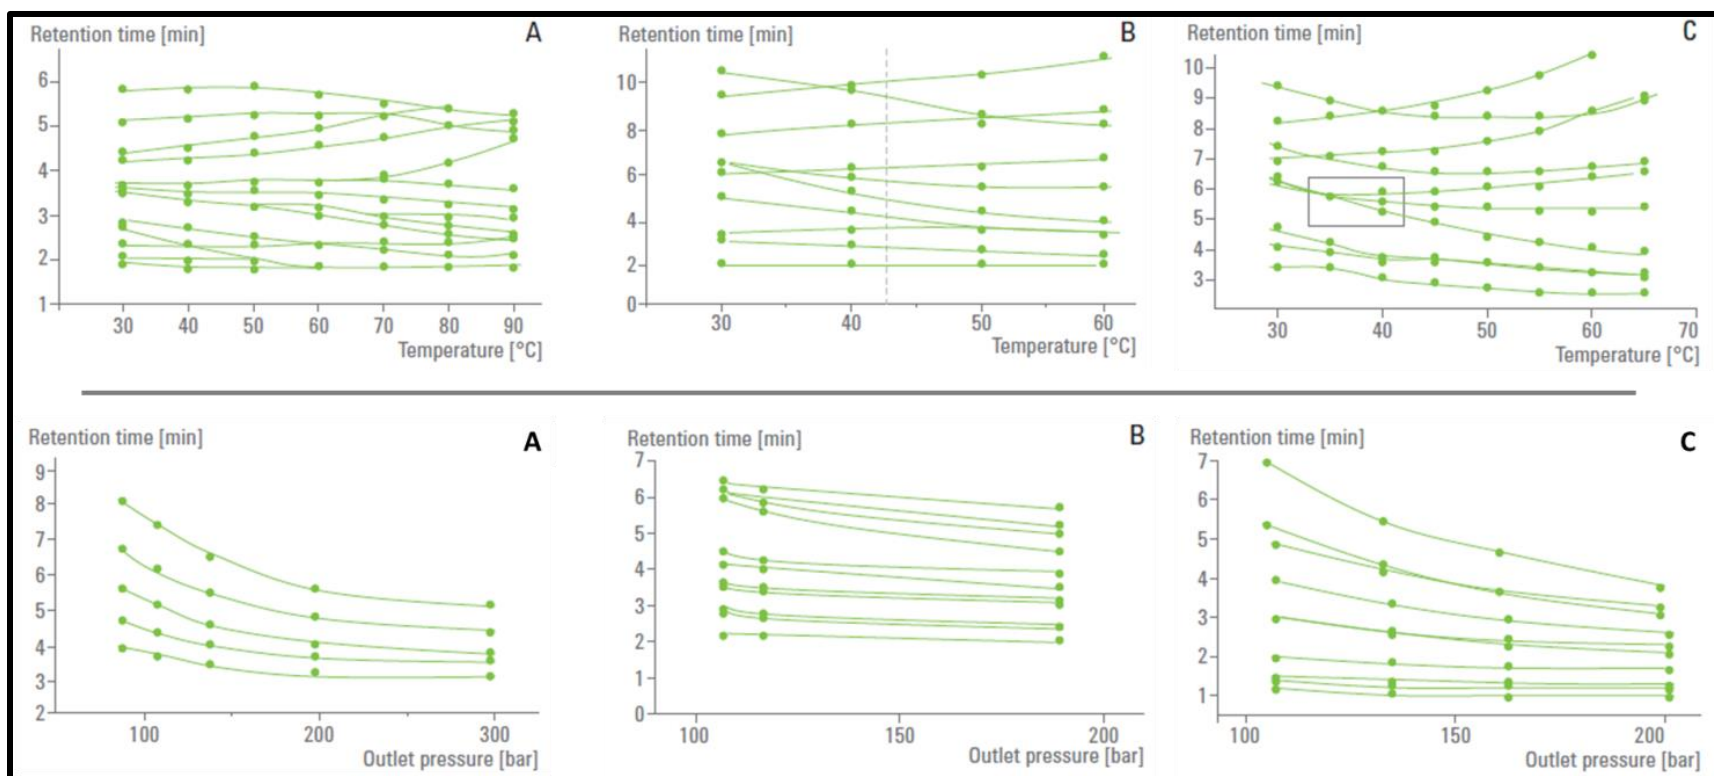 Retention time [min]
A
6
5
4
3
2
1
30 40 50 60 70 80 90
Temperature [°C]
Retention time [min]
B
10
8
6
4
2
0
30 40 50 60
Temperature [°C]
Retention time [min]
C
10
9
8
7
6
5
4
3
30 40 50 60 70
Temperature [°C]
Retention time [min]
A
9
8
7
6
5
4
3
2
100 200 300
Outlet pressure [bar]
Retention time [min]
B
7
6
5
4
3
2
1
0
100 150 200
Outlet pressure [bar]
Retention time [min]
C
7
6
5
4
3
2
1
100 150 200
Outlet pressure [bar]